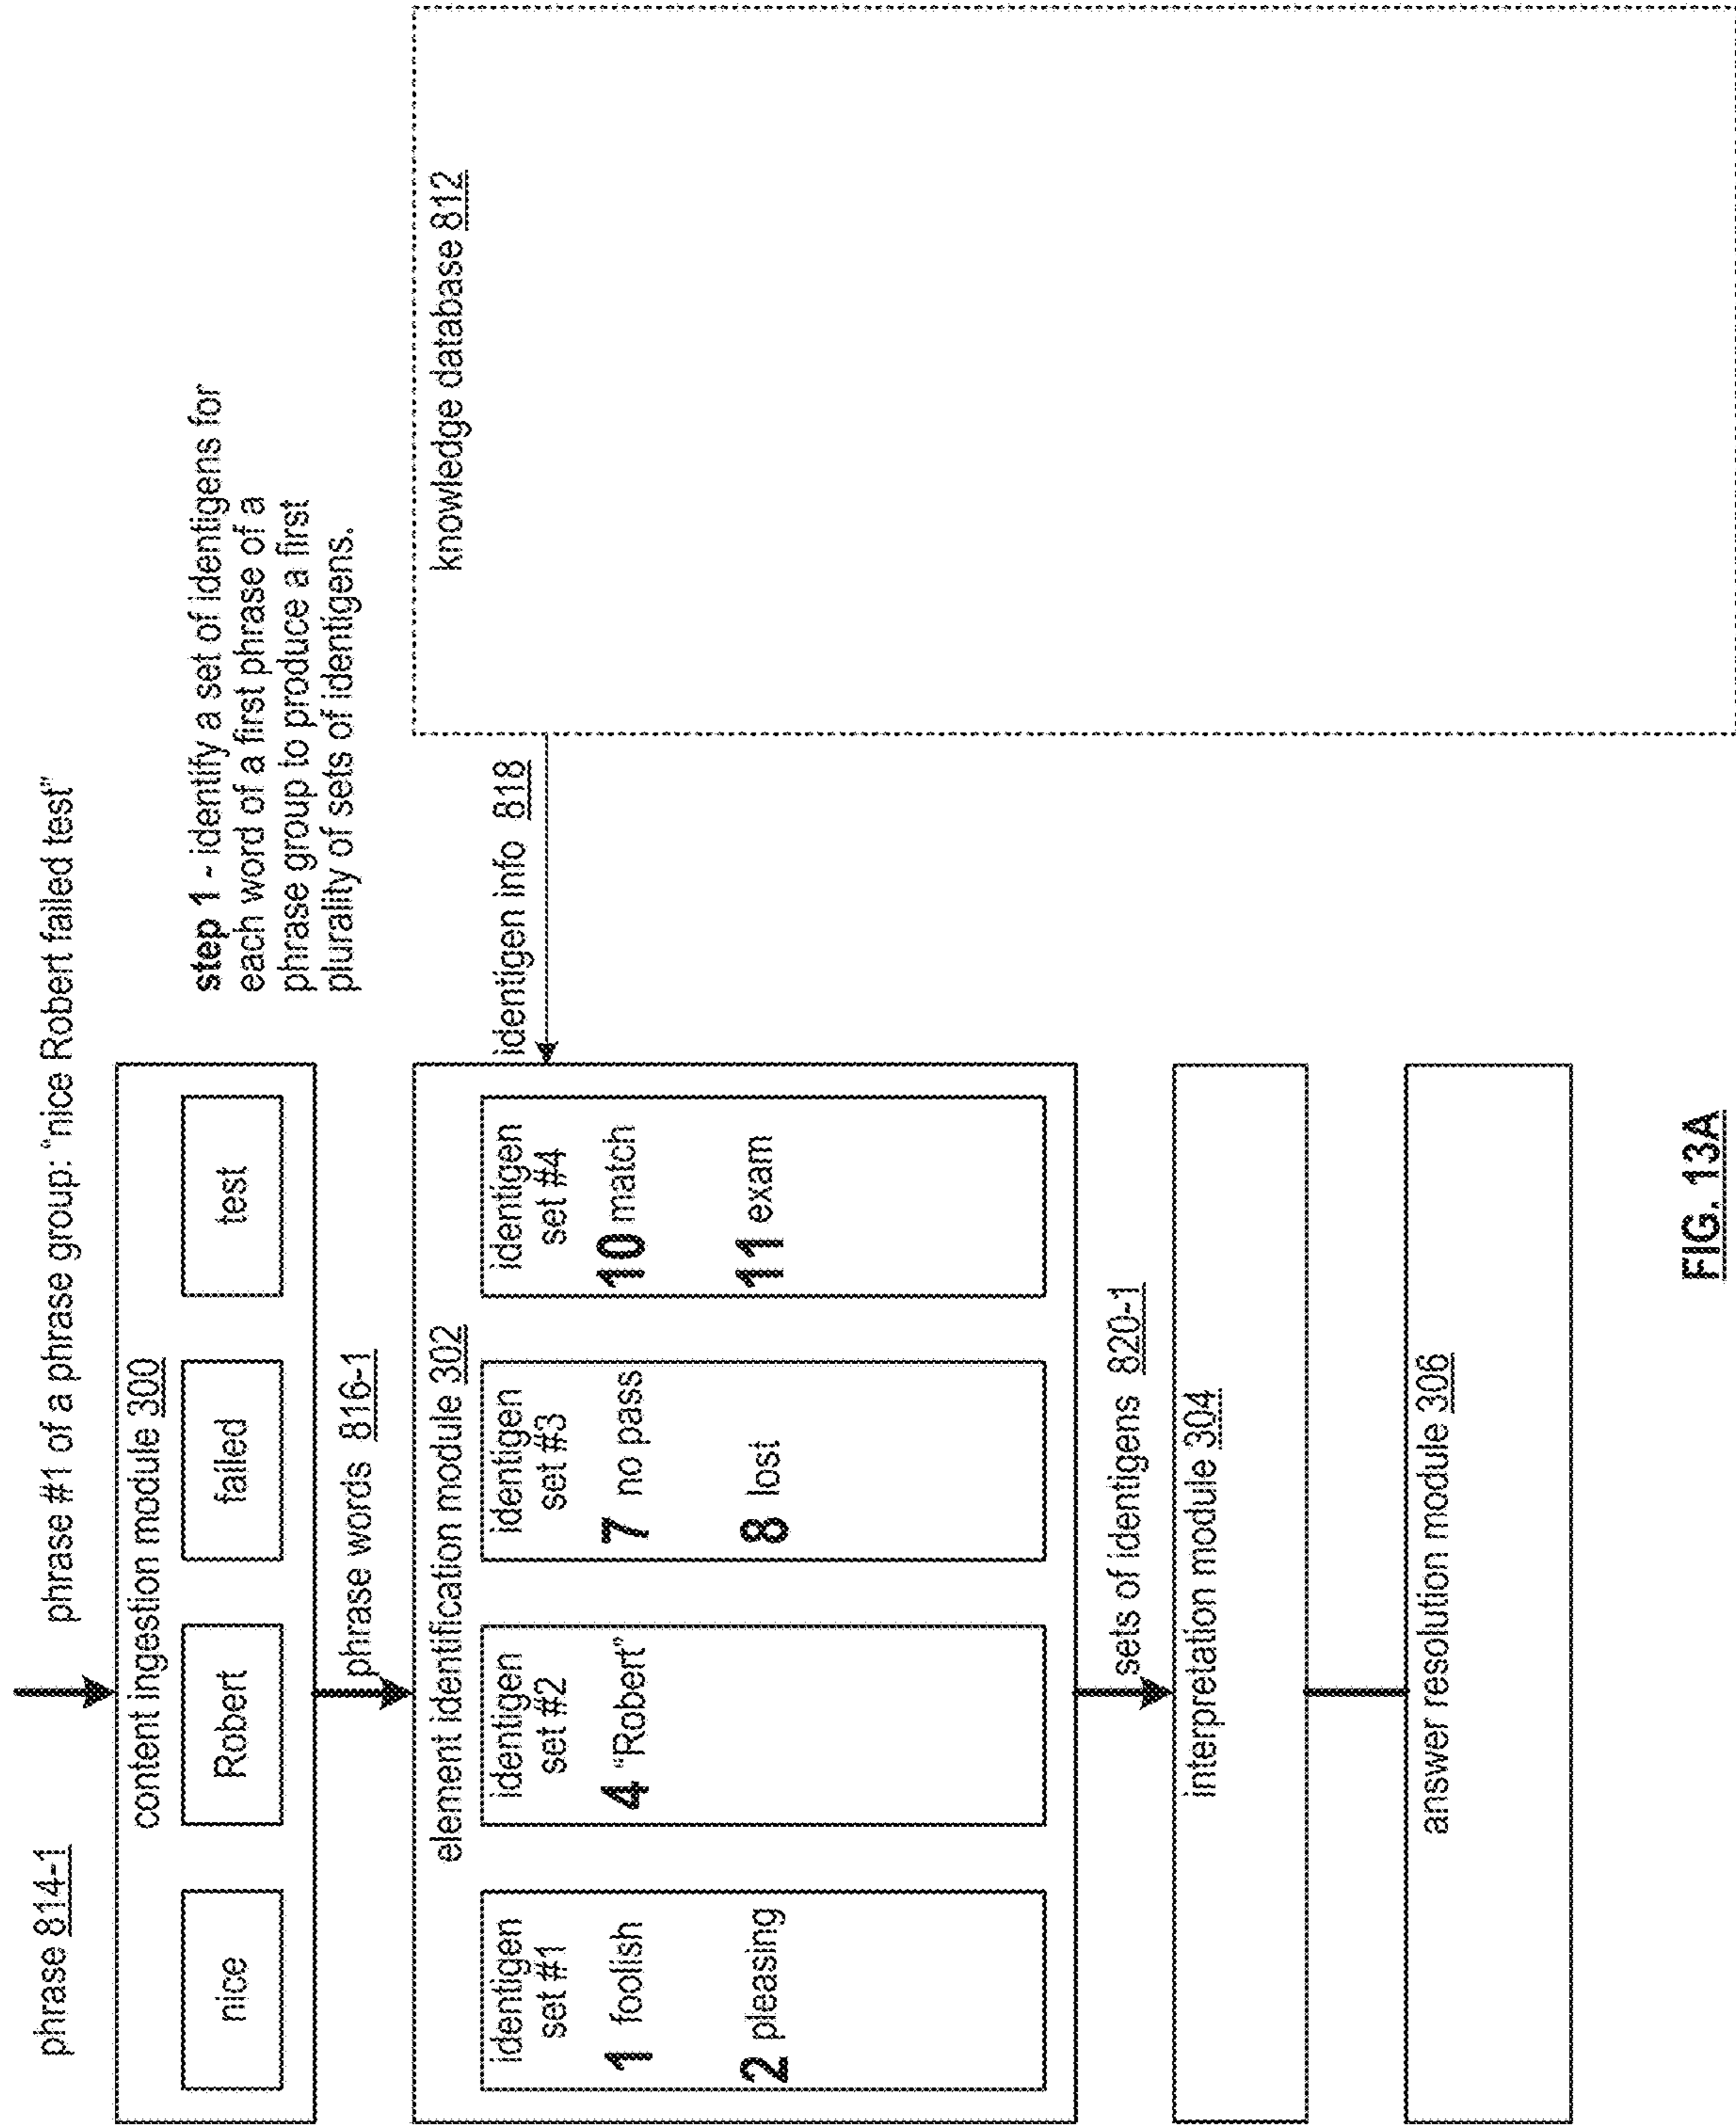 phrase 814-1
phrase #1 of a phrase group: “nice Robert failed test”
content ingestion module 300
nice
Robert
failed
test
step 1 - identify a set of identigens for
each word of a first phrase of a
phrase group to produce a first
plurality of sets of identigens.
phrase words 816-1
element identification module 302
identigen
set #1
1 foolish
2 pleasing
identigen
set #2
4 “Robert”
identigen
set #3
7 no pass
8 lost
identigen
set #4
10 match
11 exam
identigen info 818
knowledge database 812
sets of identigens 820-1
interpretation module 304
answer resolution module 306
FIG. 13A